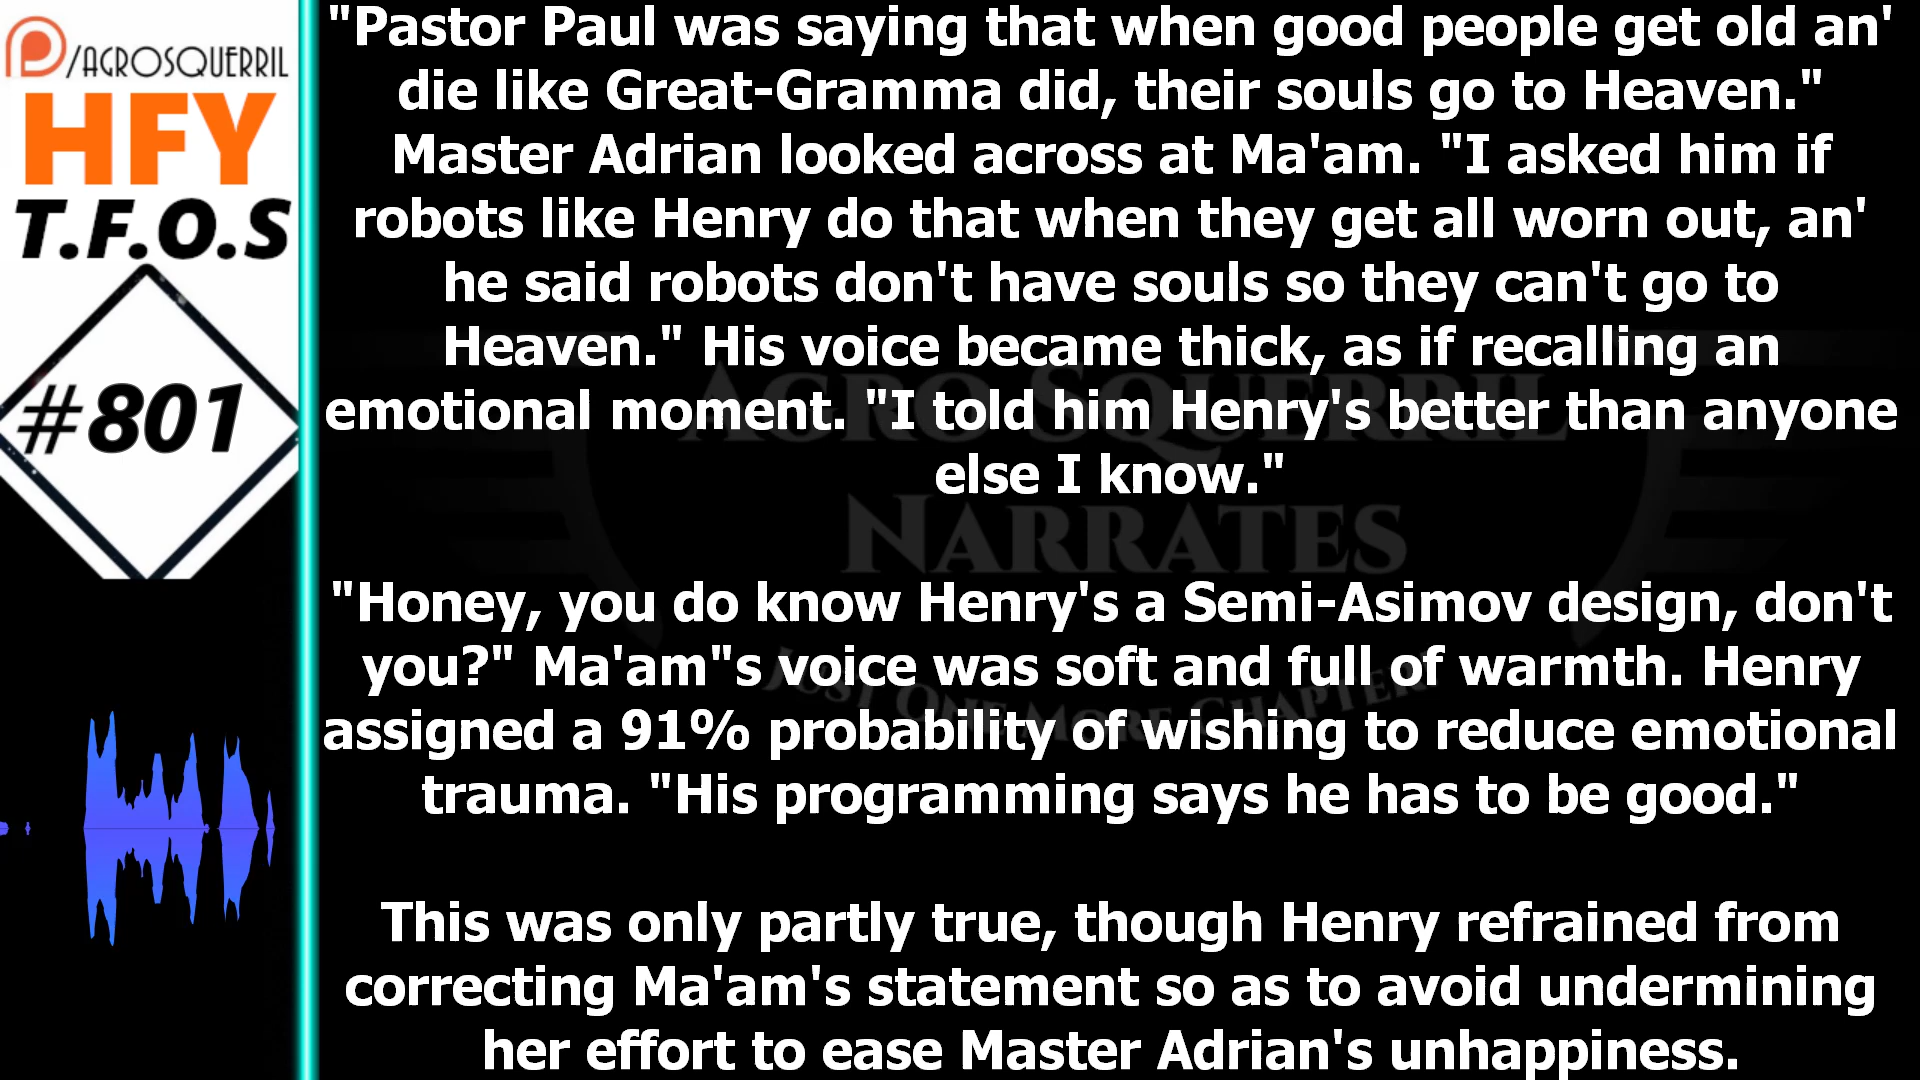 /AGROSQUERRIL
HFY
T.F.O.S
#801
"Pastor Paul was saying that when good people get old an'
die like Great-Gramma did, their souls go to Heaven."
Master Adrian looked across at Ma'am. "I asked him if
robots like Henry do that when they get all worn out, an'
he said robots don't have souls so they can't go to
Heaven." His voice became thick, as if recalling an
emotional moment. "I told him Henry's better than anyone
else I know."
"Honey, you do know Henry's a Semi-Asimov design, don't
you?" Ma'am"s voice was soft and full of warmth. Henry
assigned a 91% probability of wishing to reduce emotional
trauma. "His programming says he has to be good."
This was only partly true, though Henry refrained from
correcting Ma'am's statement so as to avoid undermining
her effort to ease Master Adrian's unhappiness.
Agro Squerril
Narrates
Just One More Chapter